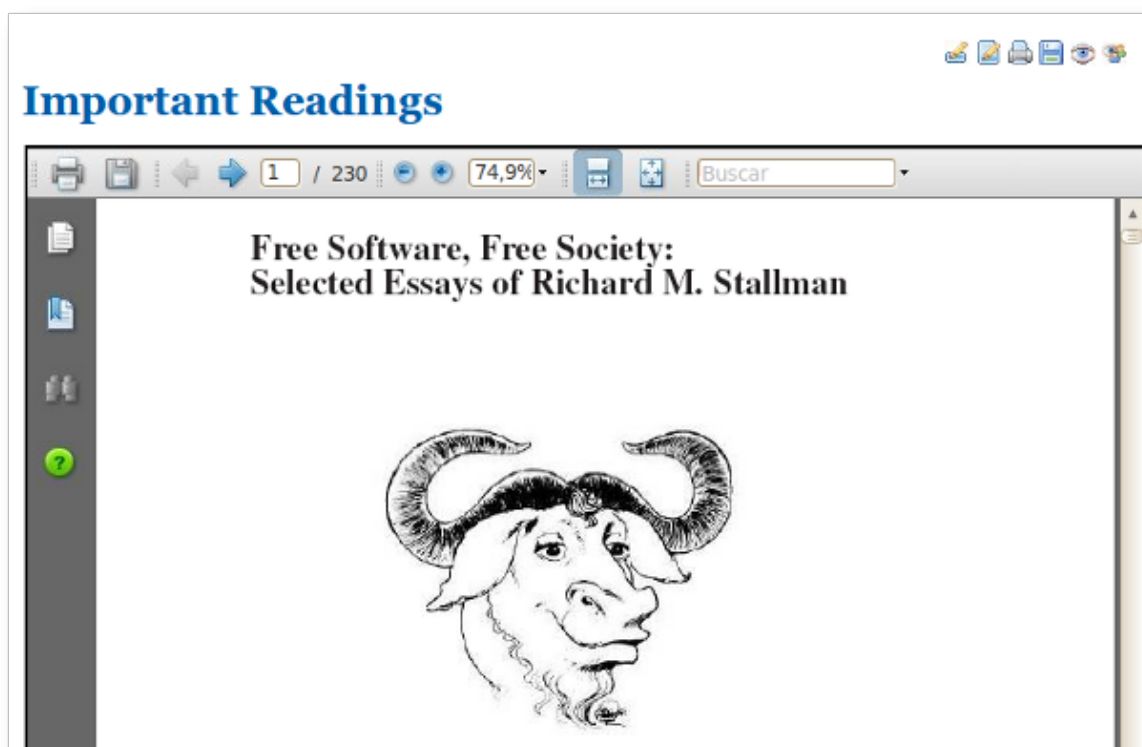 Important Readings
1 / 230 74,9% Buscar
Free Software, Free Society:
Selected Essays of Richard M. Stallman
?